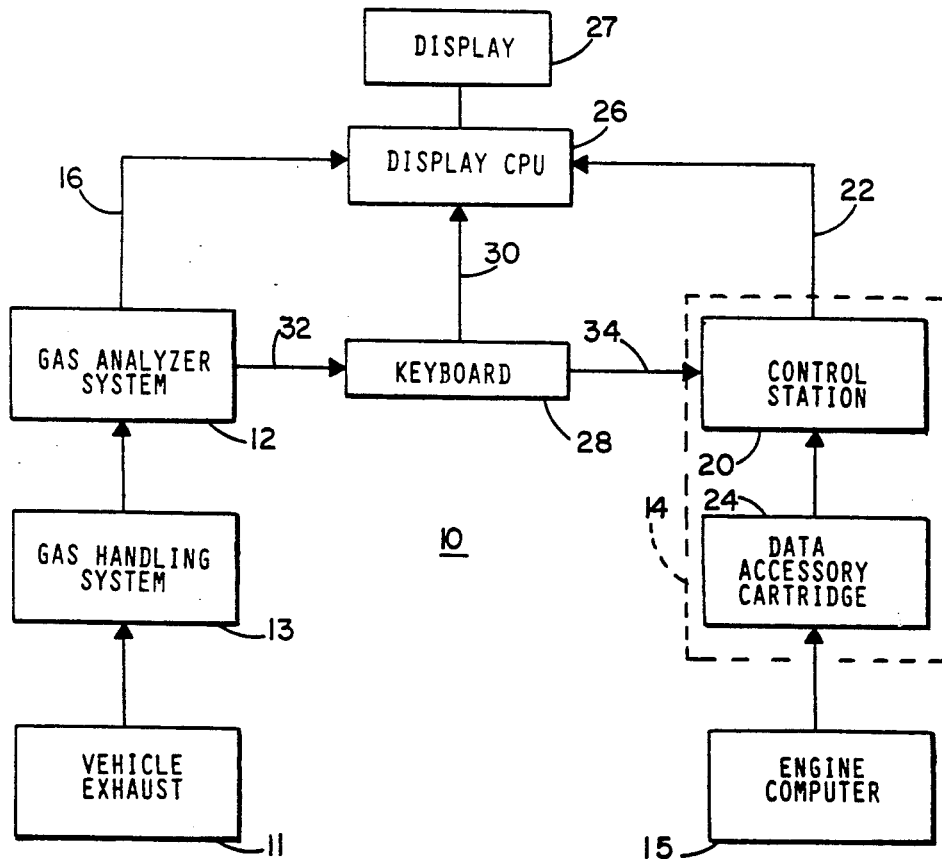 DISPLAY
27
DISPLAY CPU
26
16
22
30
GAS ANALYZER
SYSTEM
12
32
KEYBOARD
28
34
CONTROL
STATION
20
24
14
DATA
ACCESSORY
CARTRIDGE
10
GAS HANDLING
SYSTEM
13
VEHICLE
EXHAUST
11
ENGINE
COMPUTER
15